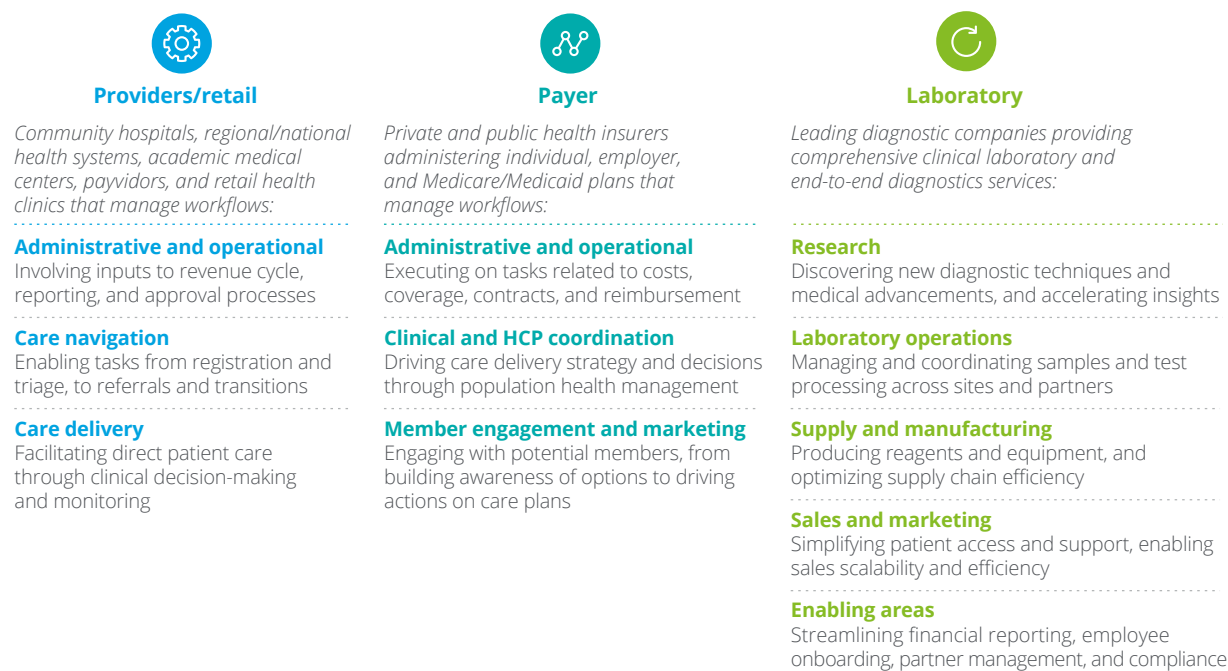 Providers/retail
Community hospitals, regional/national
health systems, academic medical
centers, payvidors, and retail health
clinics that manage workflows:
Administrative and operational
Involving inputs to revenue cycle,
reporting, and approval processes
Care navigation
Enabling tasks from registration and
triage, to referrals and transitions
Care delivery
Facilitating direct patient care
through clinical decision-making
and monitoring
Payer
Private and public health insurers
administering individual, employer,
and Medicare/Medicaid plans that
manage workflows:
Administrative and operational
Executing on tasks related to costs,
coverage, contracts, and reimbursement
Clinical and HCP coordination
Driving care delivery strategy and decisions
through population health management
Member engagement and marketing
Engaging with potential members, from
building awareness of options to driving
actions on care plans
Laboratory
Leading diagnostic companies providing
comprehensive clinical laboratory and
end-to-end diagnostics services:
Research
Discovering new diagnostic techniques and
medical advancements, and accelerating insights
Laboratory operations
Managing and coordinating samples and test
processing across sites and partners
Supply and manufacturing
Producing reagents and equipment, and
optimizing supply chain efficiency
Sales and marketing
Simplifying patient access and support, enabling
sales scalability and efficiency
Enabling areas
Streamlining financial reporting, employee
onboarding, partner management, and compliance